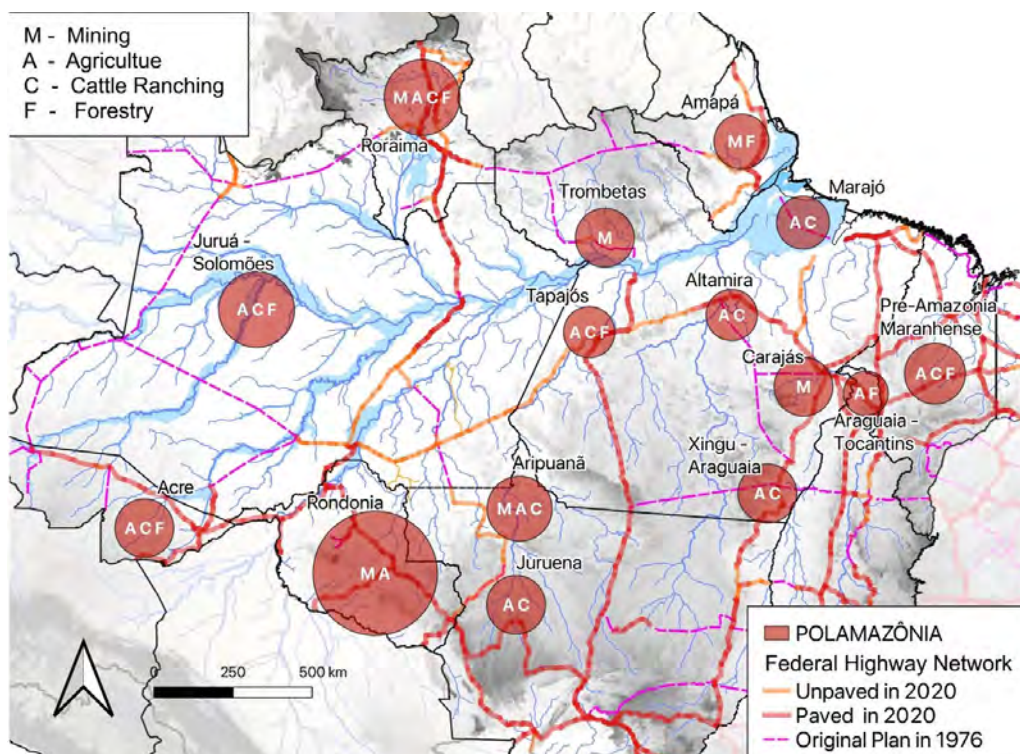 M - Mining
A - Agricultue
C - Cattle Ranching
F - Forestry
M A C F
Roraima
Amapá
M F
Trombetas
M
Marajó
A C
Juruá -
Solomões
A C F
Tapajós
A C F
Altamira
A C
Pre-Amazonia
Maranhense
A C F
Carajás
M
A F
Araguaia -
Tocantins
Xingu -
Araguaia
A C
Acre
A C F
Rondonia
M A
Aripuanã
M A C
Juruena
A C
0 250 500 km
POLAMAZÔNIA
Federal Highway Network
Unpaved in 2020
Paved in 2020
Original Plan in 1976